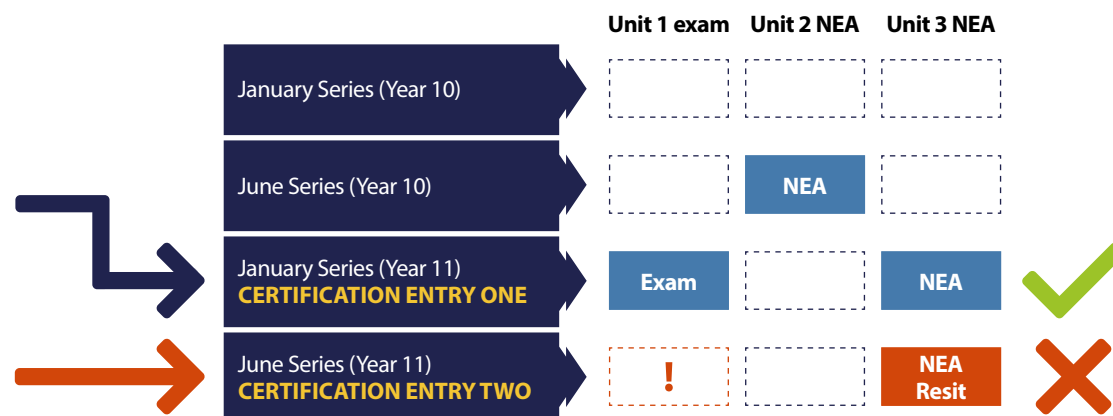 Unit 1 exam Unit 2 NEA Unit 3 NEA
January Series (Year 10)
June Series (Year 10)
NEA
January Series (Year 11)
CERTIFICATION ENTRY ONE
Exam
NEA
June Series (Year 11)
CERTIFICATION ENTRY TWO
!
NEA
Resit